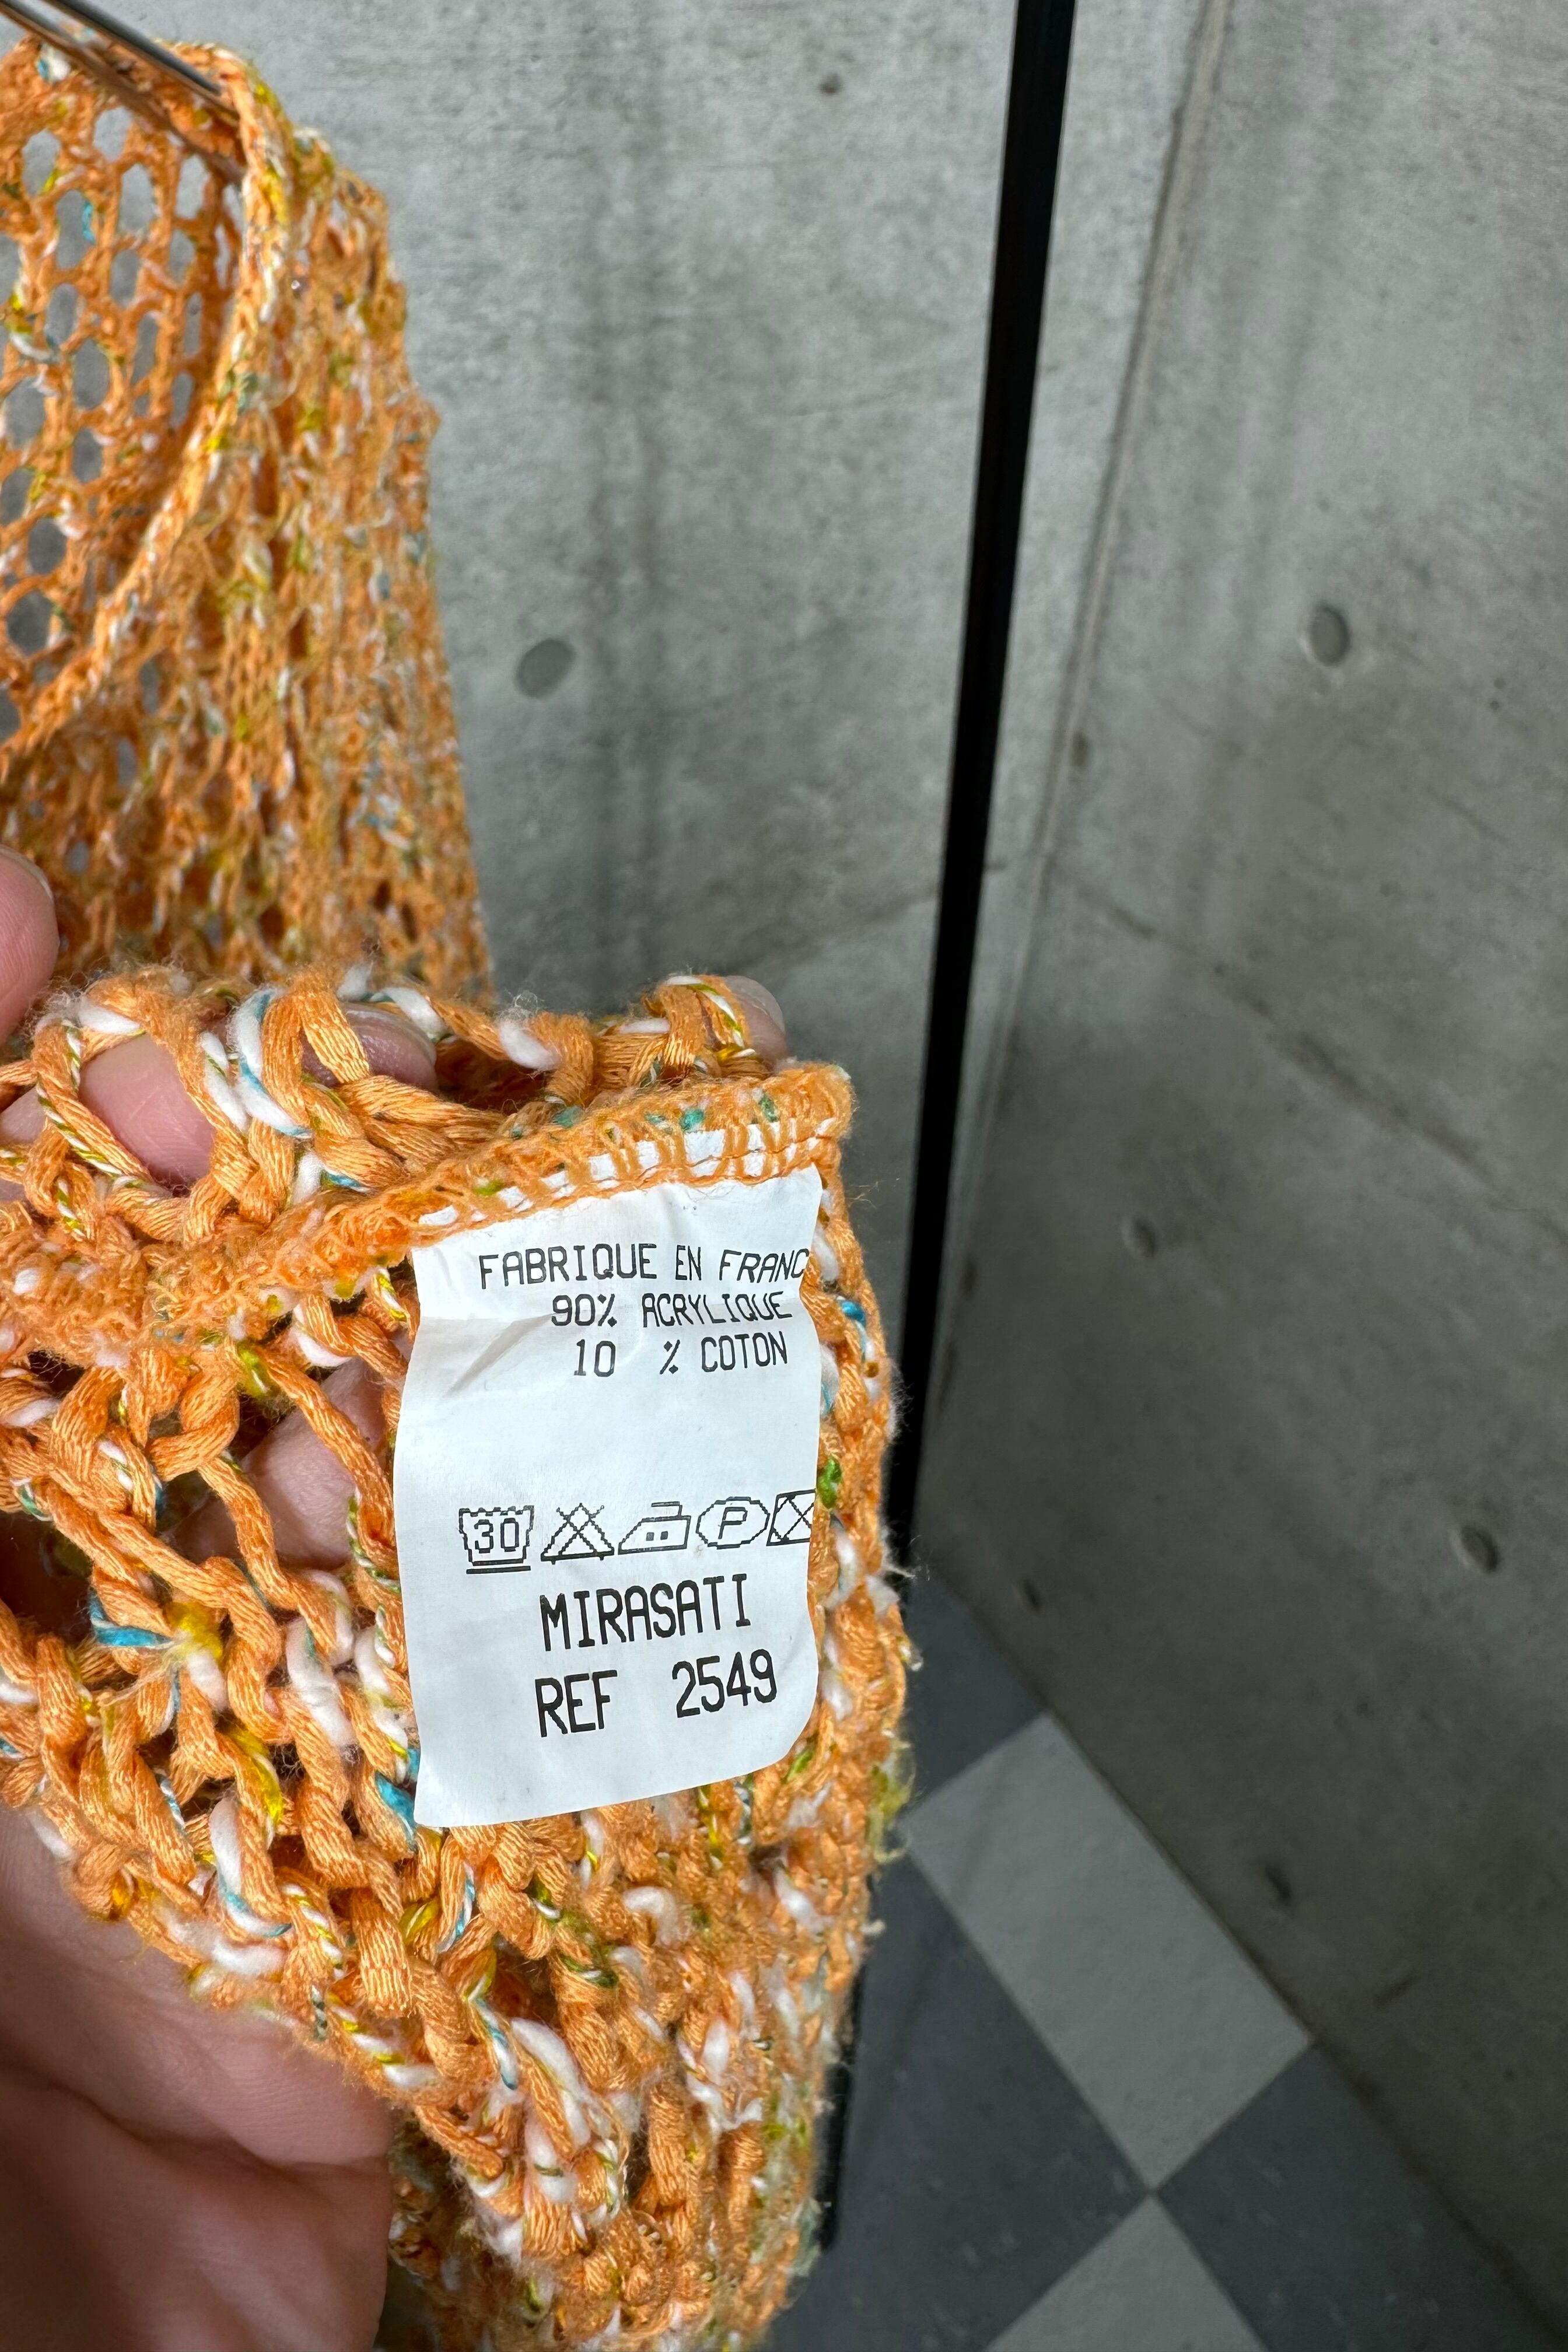 FABRIQUE EN FRANC
90% ACRYLIQUE
10 % COTON
30 P
MIRASATI
REF 2549